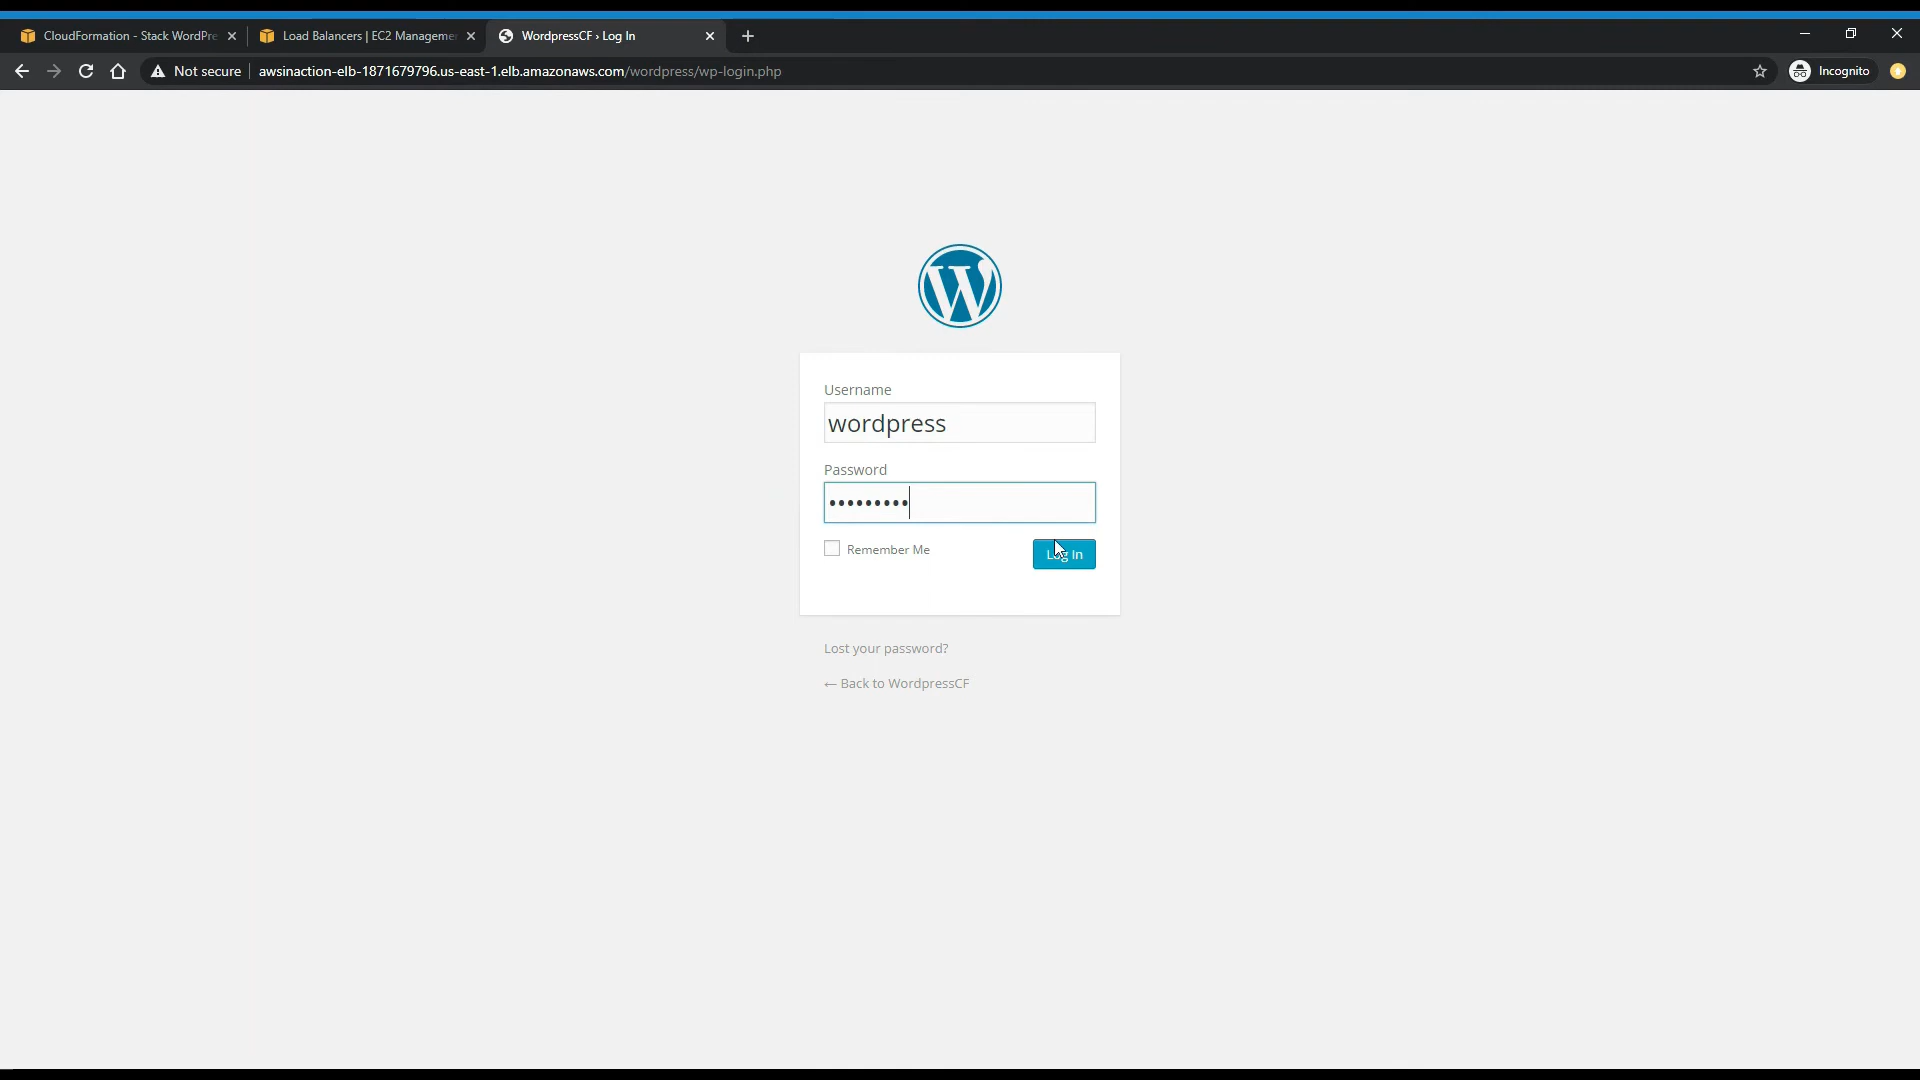 CloudFormation - Stack WordPre
Load Balancers | EC2 Manageme
WordpressCF › Log In
Not secure
awsinaction-elb-1871679796.us-east-1.elb.amazonaws.com/wordpress/wp-login.php
Incognito
Username
wordpress
Password
•••••••••
Remember Me
Log In
Lost your password?
← Back to WordpressCF